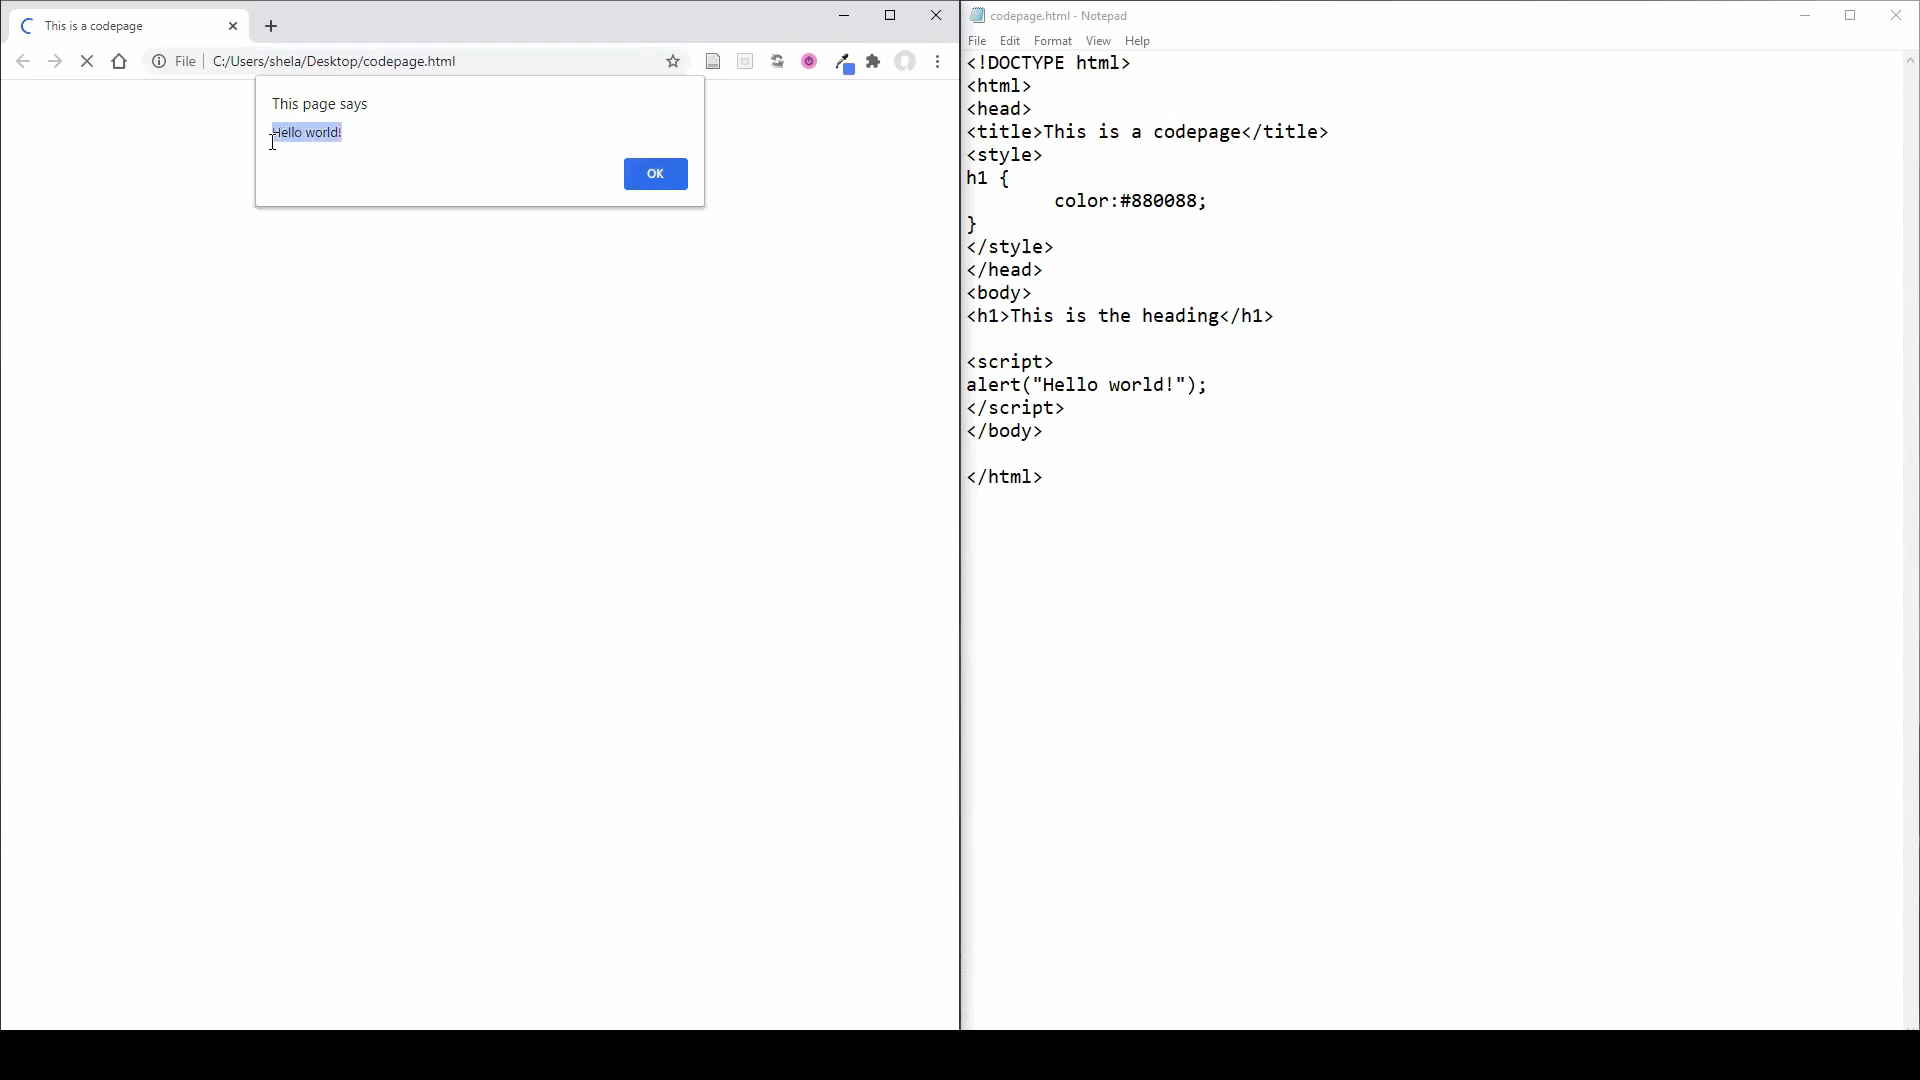 This is a codepage
File C:/Users/shela/Desktop/codepage.html
This page says
Hello world!
OK
codepage.html - Notepad
File Edit Format View Help
<!DOCTYPE html>
<html>
<head>
<title>This is a codepage</title>
<style>
h1 {
color:#880088;
}
</style>
</head>
<body>
<h1>This is the heading</h1>
<script>
alert("Hello world!");
</script>
</body>
</html>